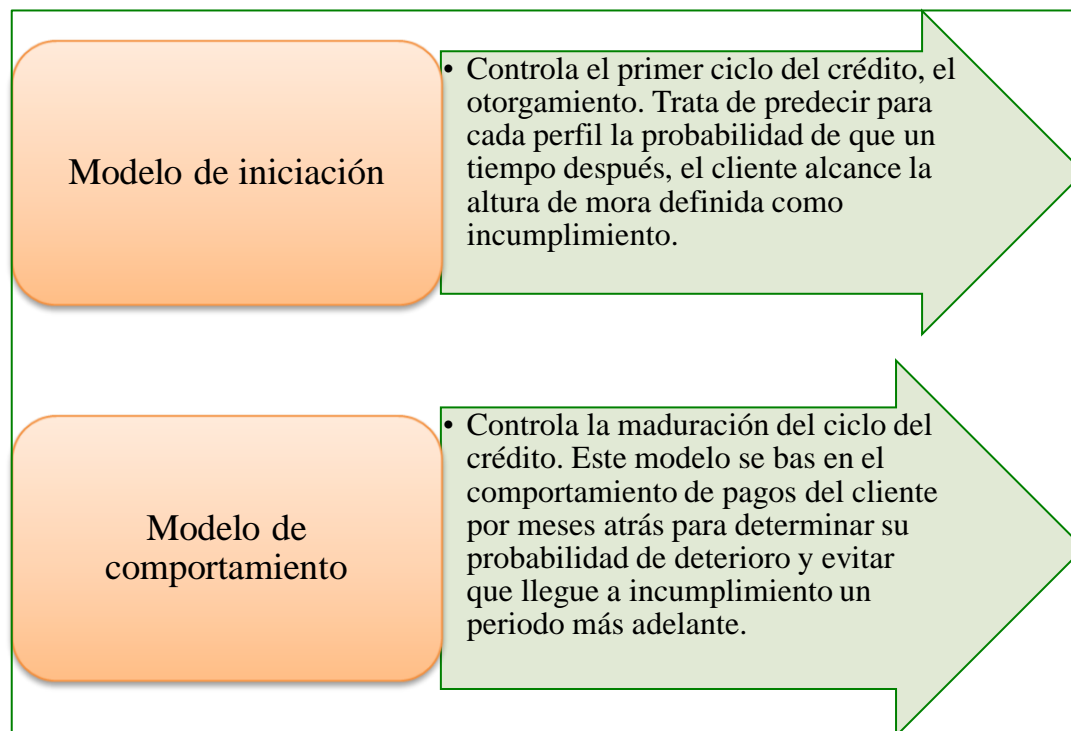 Modelo de iniciación
• Controla el primer ciclo del crédito, el
otorgamiento. Trata de predecir para
cada perfil la probabilidad de que un
tiempo después, el cliente alcance la
altura de mora definida como
incumplimiento.
Modelo de
comportamiento
• Controla la maduración del ciclo del
crédito. Este modelo se bas en el
comportamiento de pagos del cliente
por meses atrás para determinar su
probabilidad de deterioro y evitar
que llegue a incumplimiento un
periodo más adelante.